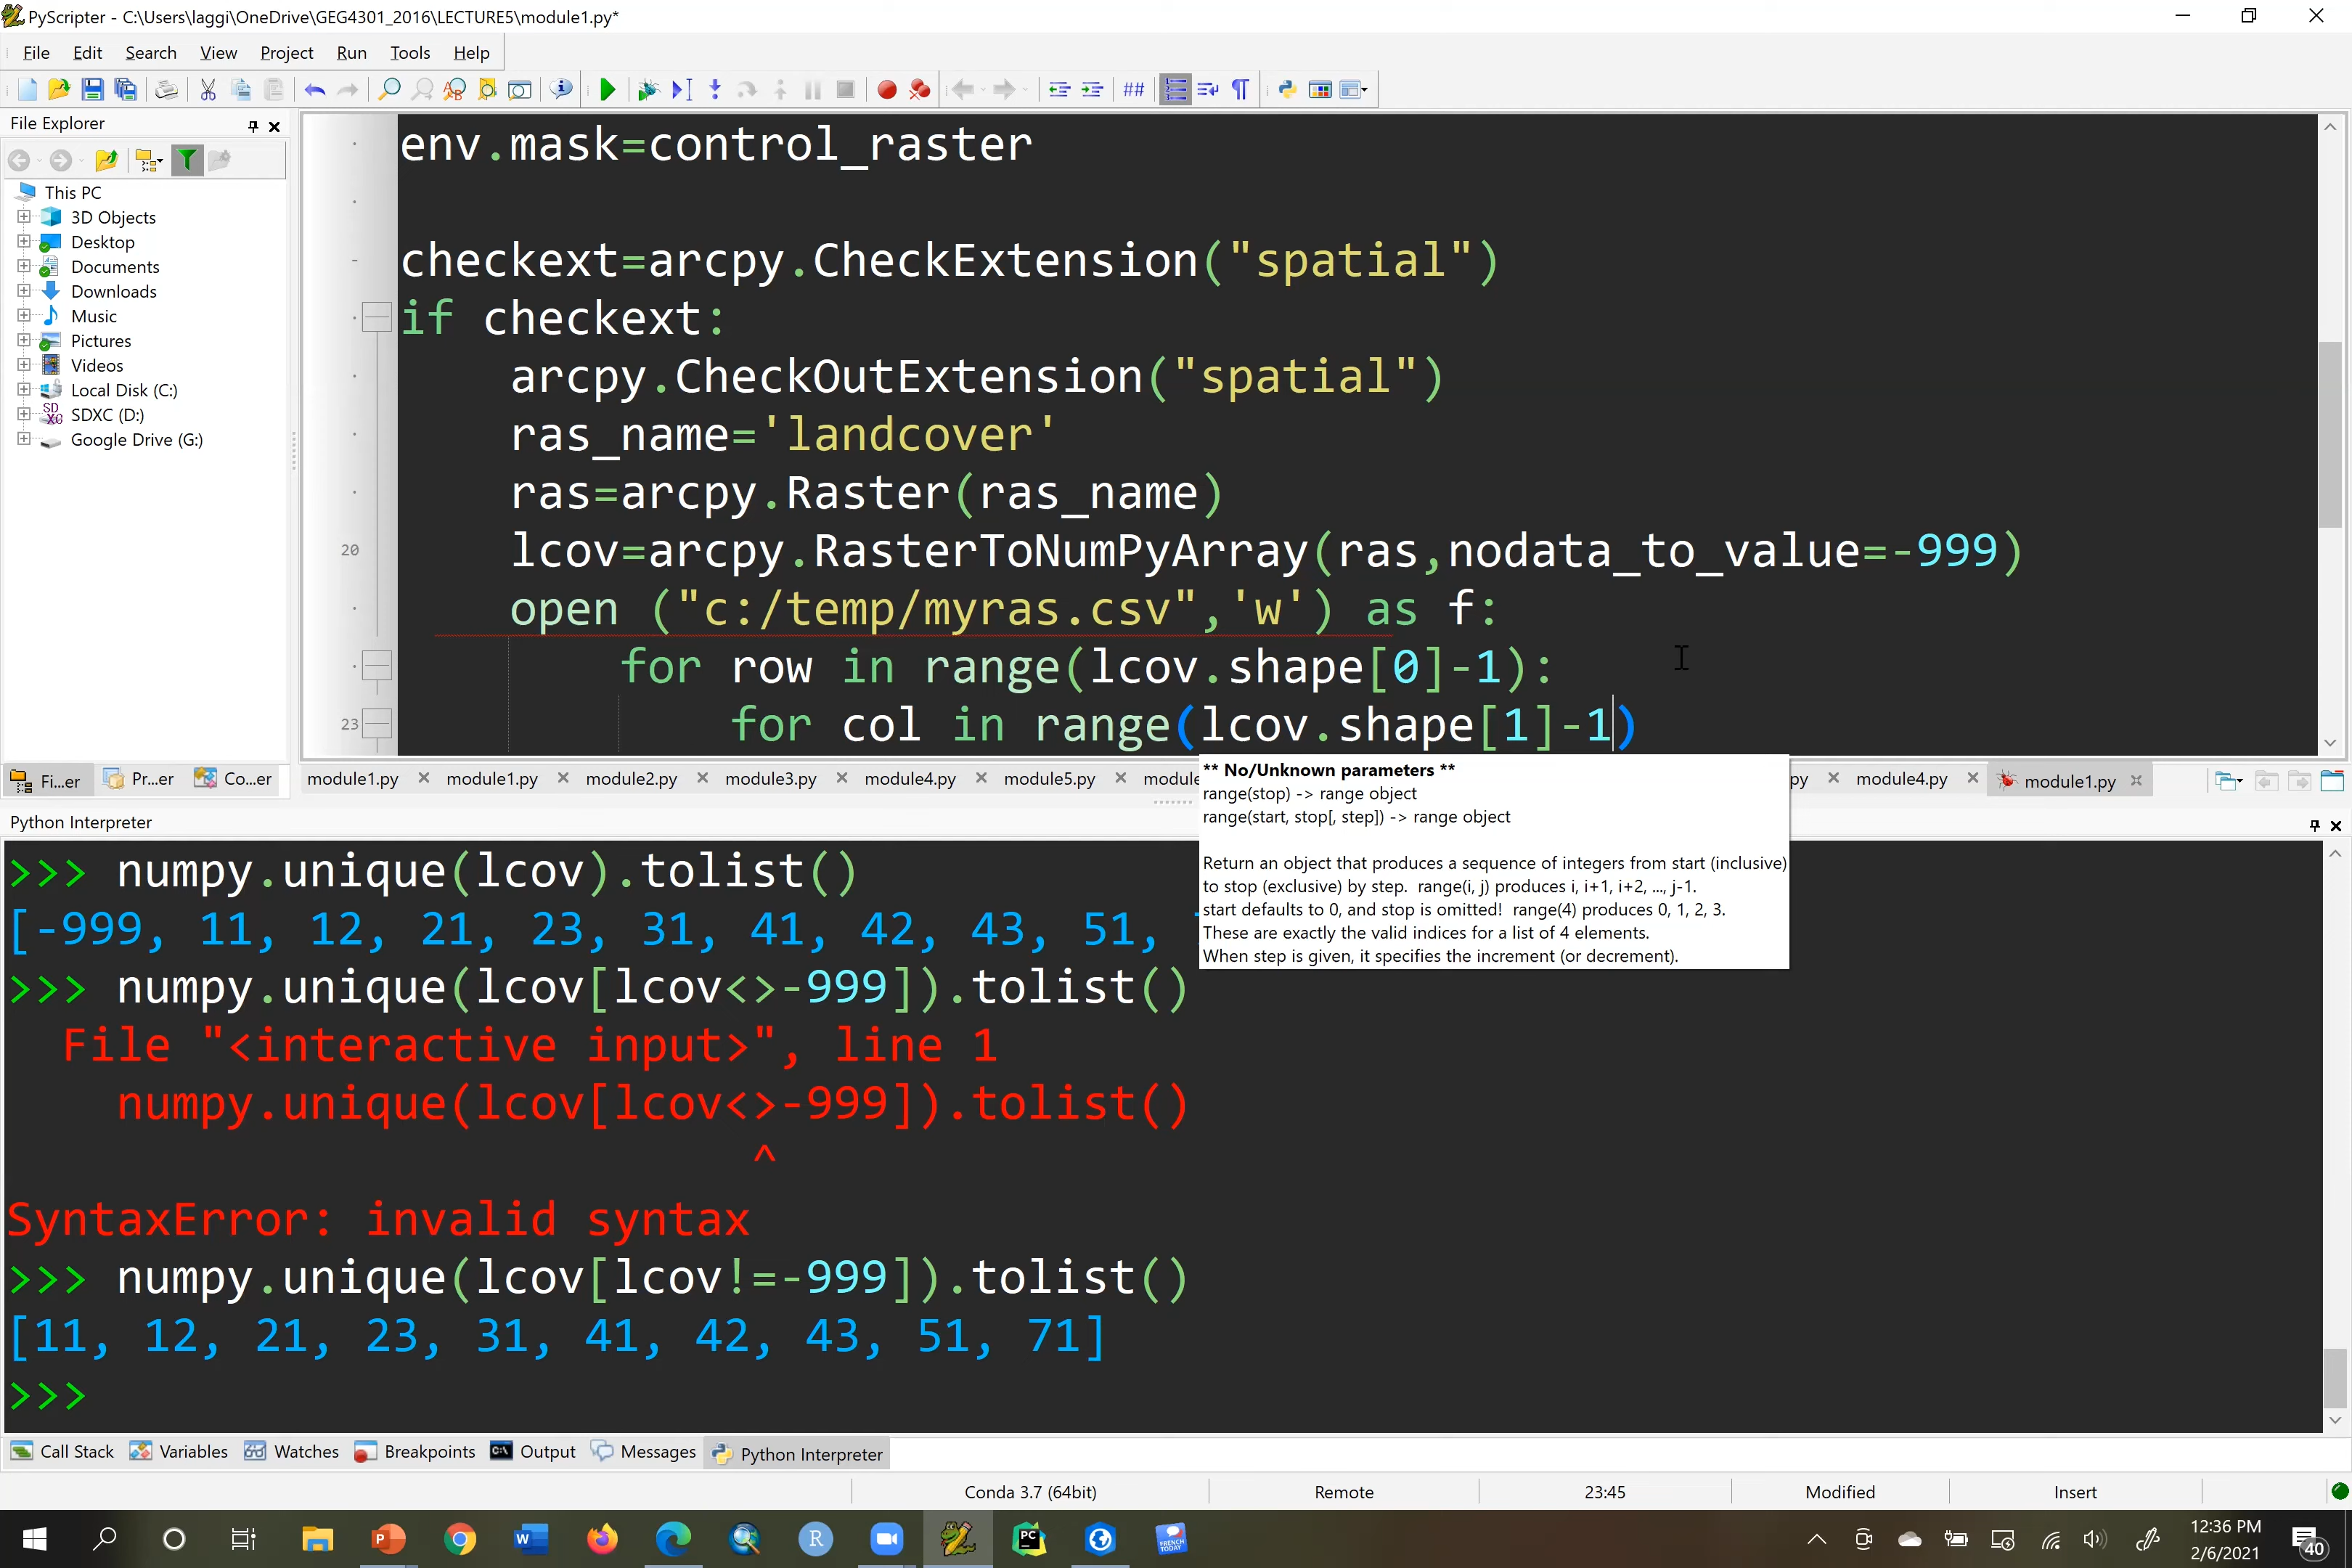 PyScripter - C:\Users\laggi\OneDrive\GEG4301_2016\LECTURE5\module1.py*
File Edit Search View Project Run Tools Help
File Explorer
This PC
3D Objects
Desktop
Documents
Downloads
Music
Pictures
Videos
Local Disk (C:)
SDXC (D:)
Google Drive (G:)
Fi...er Pr...er Co...er
env.mask=control_raster
checkext=arcpy.CheckExtension("spatial")
if checkext:
arcpy.CheckOutExtension("spatial")
ras_name='landcover'
ras=arcpy.Raster(ras_name)
20 lcov=arcpy.RasterToNumPyArray(ras,nodata_to_value=-999)
open ("c:/temp/myras.csv",'w') as f:
for row in range(lcov.shape[0]-1):
23 for col in range(lcov.shape[1]-1)
module1.py module1.py module2.py module3.py module4.py module5.py module py module4.py module1.py
** No/Unknown parameters **
range(stop) -> range object
range(start, stop[, step]) -> range object
Return an object that produces a sequence of integers from start (inclusive)
to stop (exclusive) by step. range(i, j) produces i, i+1, i+2, ..., j-1.
start defaults to 0, and stop is omitted! range(4) produces 0, 1, 2, 3.
These are exactly the valid indices for a list of 4 elements.
When step is given, it specifies the increment (or decrement).
Python Interpreter
>>> numpy.unique(lcov).tolist()
[-999, 11, 12, 21, 23, 31, 41, 42, 43, 51,
>>> numpy.unique(lcov[lcov<>-999]).tolist()
File "<interactive input>", line 1
numpy.unique(lcov[lcov<>-999]).tolist()
^
SyntaxError: invalid syntax
>>> numpy.unique(lcov[lcov!=-999]).tolist()
[11, 12, 21, 23, 31, 41, 42, 43, 51, 71]
>>>
Call Stack Variables Watches Breakpoints Output Messages Python Interpreter
Conda 3.7 (64bit) Remote 23:45 Modified Insert
12:36 PM
2/6/2021
40